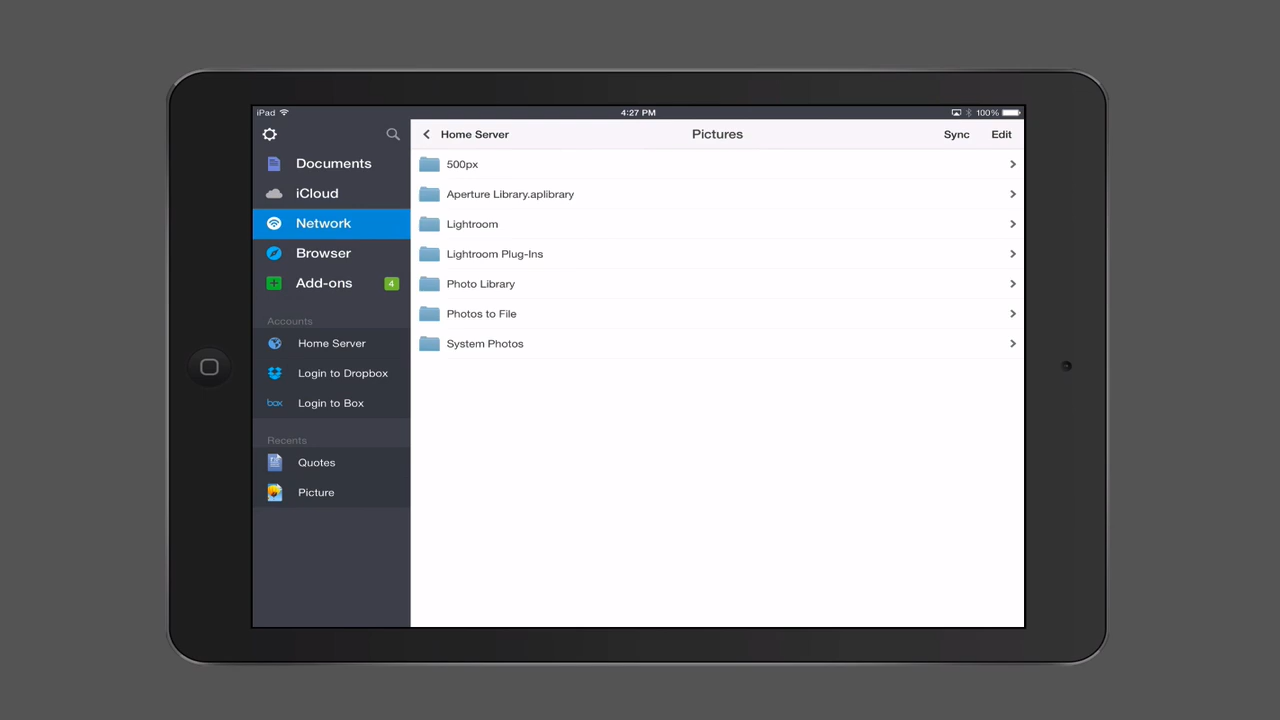 iPad
4:27 PM
100%
Documents
iCloud
Network
Browser
Add-ons
4
Accounts
Home Server
Login to Dropbox
box
Login to Box
Recents
Quotes
Picture
Home Server
Pictures
Sync
Edit
500px
Aperture Library.aplibrary
Lightroom
Lightroom Plug-Ins
Photo Library
Photos to File
System Photos